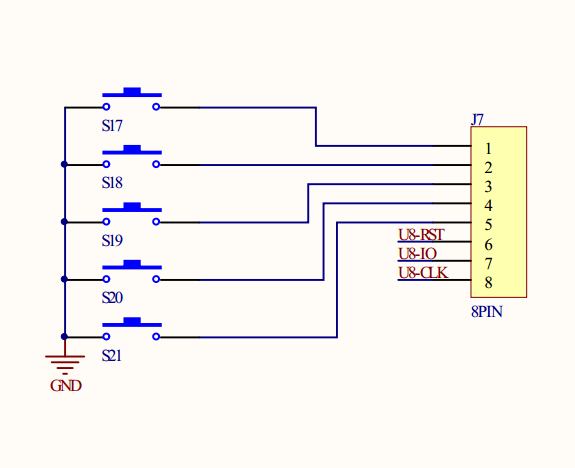 J7
S17
1
2
S18
3
4
5
S19
U8-RST
6
U8-IO
7
U8-CLK
8
S20
8PIN
S21
GND